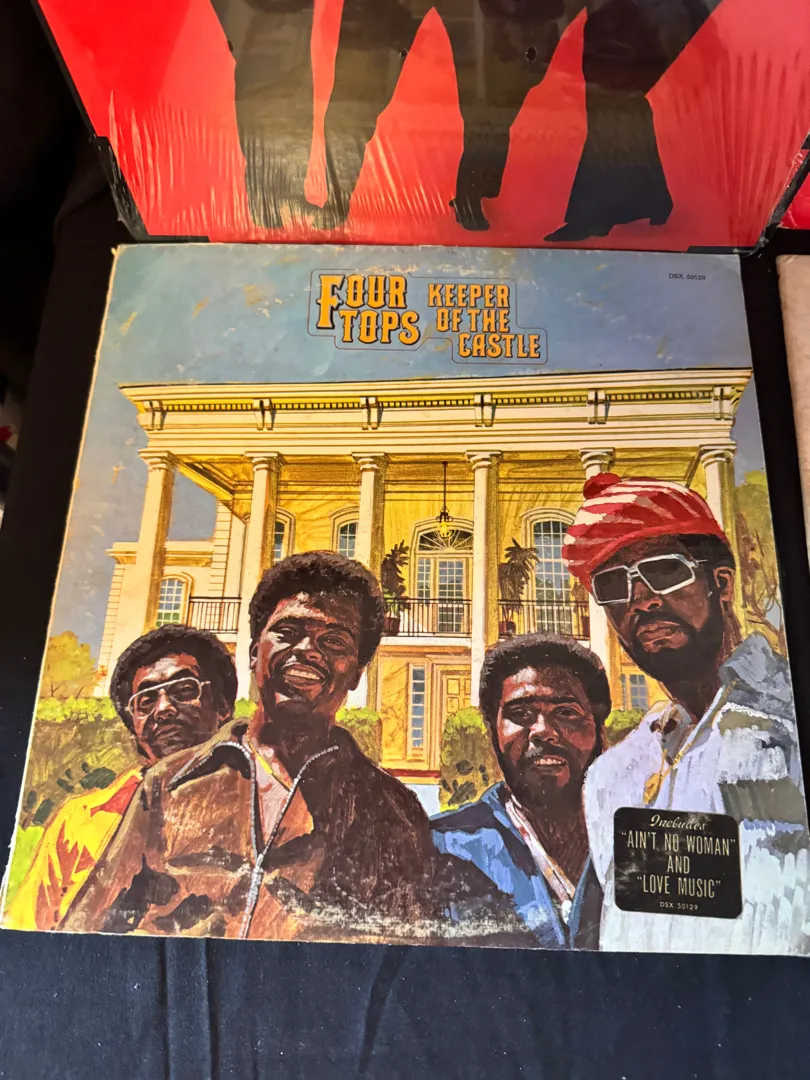 DSX 50129
FOUR TOPS
KEEPER OF THE CASTLE
Includes
"AIN'T NO WOMAN"
AND
"LOVE MUSIC"
DSX 50129